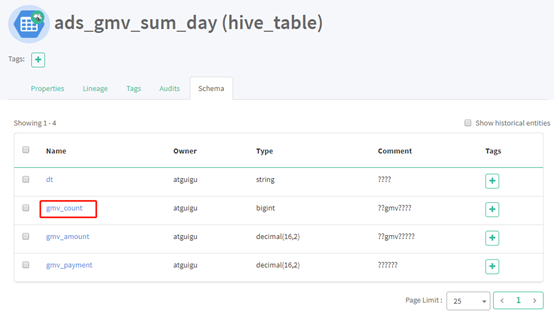 ads_gmv_sum_day (hive_table)
Tags:
Properties Lineage Tags Audits Schema
Showing 1 - 4 Show historical entities
Name Owner Type Comment Tags
dt atguigu string ????
gmv_count atguigu bigint ??gmv????
gmv_amount atguigu decimal(16,2) ??gmv?????
gmv_payment atguigu decimal(16,2) ??????
Page Limit : 25 < 1 >